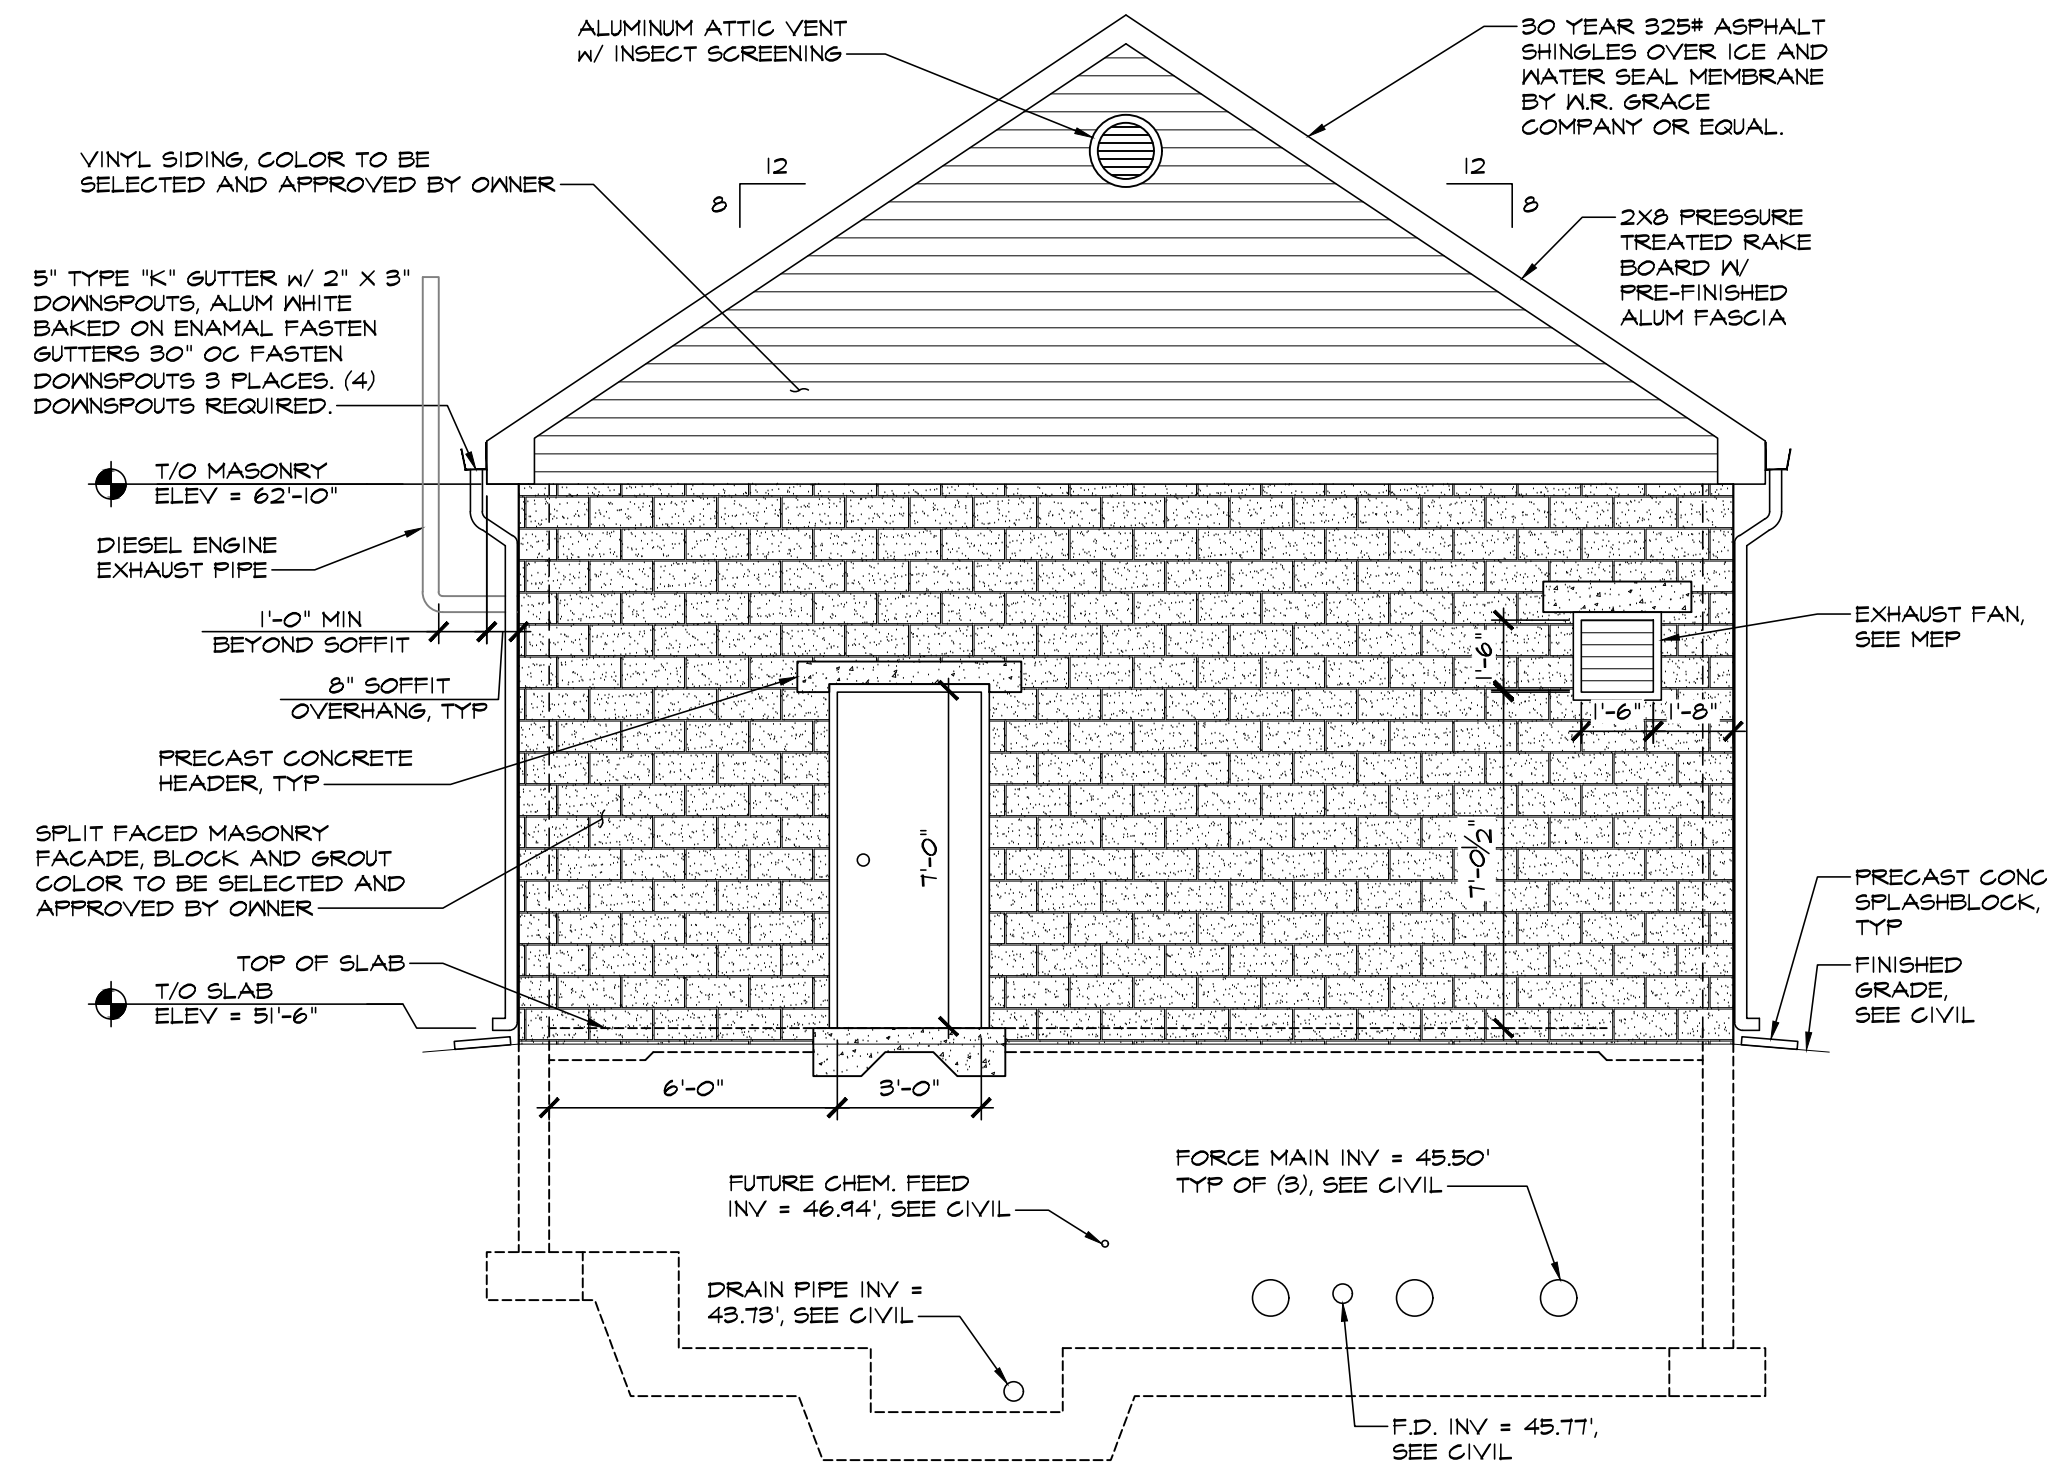 ALUMINUM ATTIC VENT
w/ INSECT SCREENING
30 YEAR 325# ASPHALT
SHINGLES OVER ICE AND
WATER SEAL MEMBRANE
BY W.R. GRACE
COMPANY OR EQUAL.
VINYL SIDING, COLOR TO BE
SELECTED AND APPROVED BY OWNER
12
8
12
8
2X8 PRESSURE
TREATED RAKE
BOARD W/
PRE-FINISHED
ALUM FASCIA
5" TYPE "K" GUTTER w/ 2" X 3"
DOWNSPOUTS, ALUM WHITE
BAKED ON ENAMAL FASTEN
GUTTERS 30" OC FASTEN
DOWNSPOUTS 3 PLACES. (4)
DOWNSPOUTS REQUIRED.
T/O MASONRY
ELEV = 62'-10"
DIESEL ENGINE
EXHAUST PIPE
1'-0" MIN
BEYOND SOFFIT
8" SOFFIT
OVERHANG, TYP
EXHAUST FAN,
SEE MEP
1'-6"
1'-6"
1'-8"
PRECAST CONCRETE
HEADER, TYP
SPLIT FACED MASONRY
FACADE, BLOCK AND GROUT
COLOR TO BE SELECTED AND
APPROVED BY OWNER
7'-0"
7'-0 1/2"
PRECAST CONC
SPLASHBLOCK,
TYP
TOP OF SLAB
T/O SLAB
ELEV = 51'-6"
FINISHED
GRADE,
SEE CIVIL
6'-0"
3'-0"
FUTURE CHEM. FEED
INV = 46.94', SEE CIVIL
FORCE MAIN INV = 45.50'
TYP OF (3), SEE CIVIL
DRAIN PIPE INV =
43.73', SEE CIVIL
F.D. INV = 45.77',
SEE CIVIL